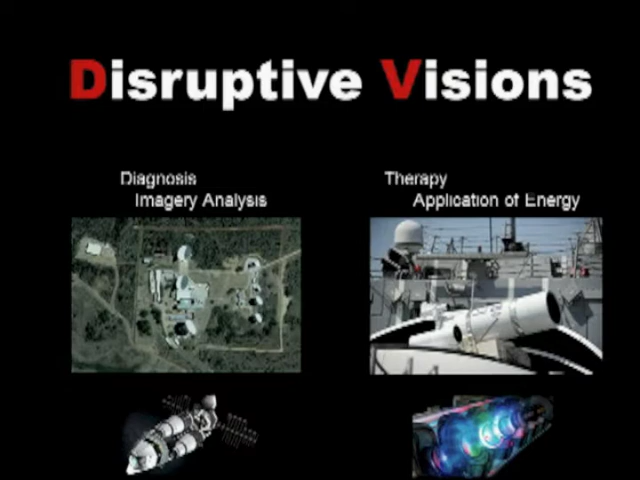 Disruptive Visions
Diagnosis
Imagery Analysis
Therapy
Application of Energy